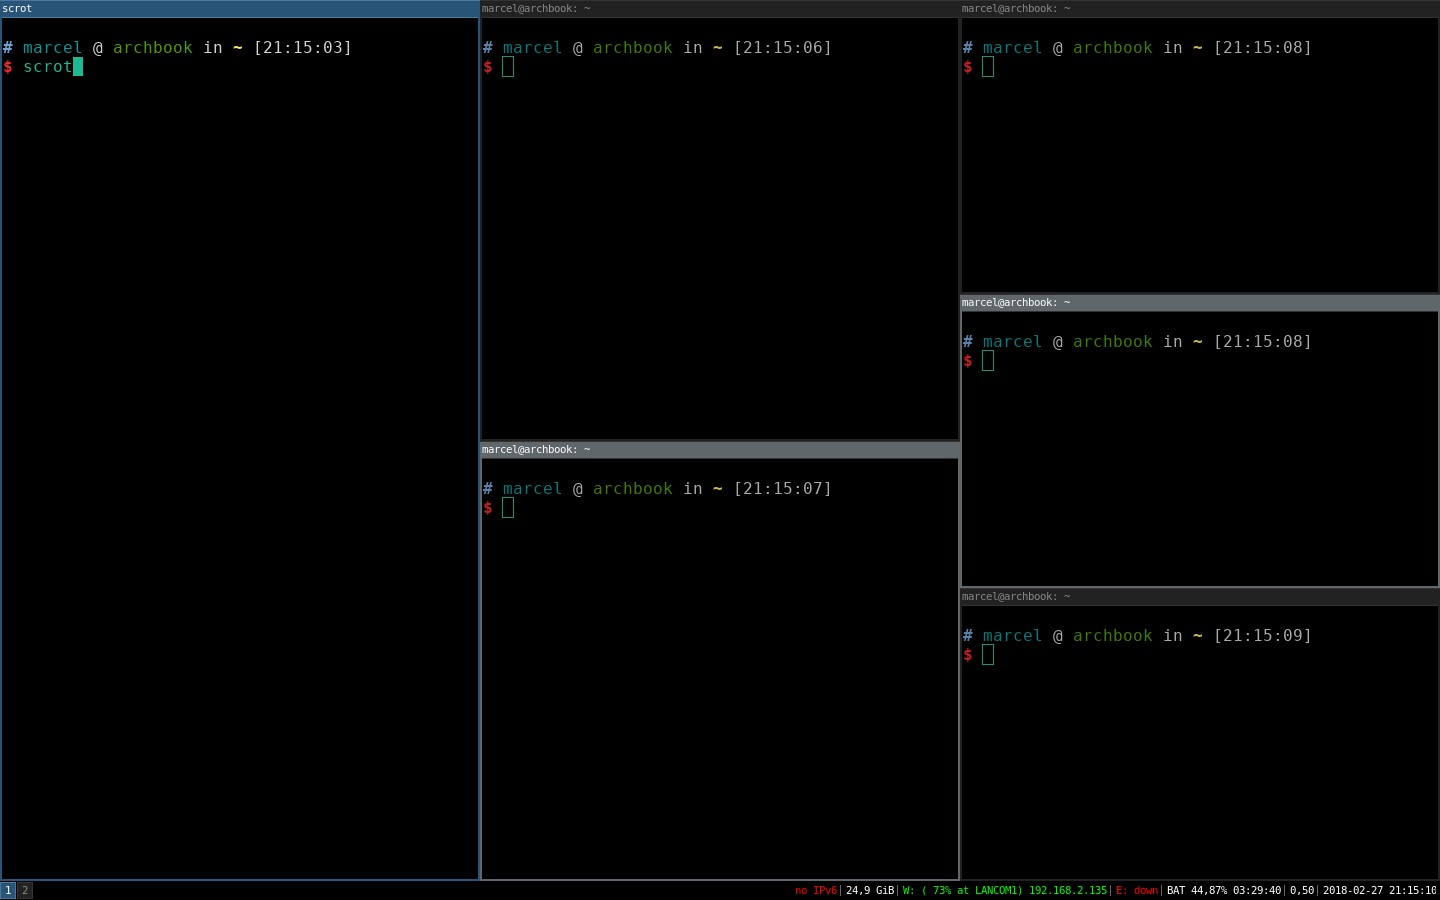 scrot
# marcel @ archbook in ~ [21:15:03]
$ scrot
marcel@archbook: ~
# marcel @ archbook in ~ [21:15:06]
$
marcel@archbook: ~
# marcel @ archbook in ~ [21:15:07]
$
marcel@archbook: ~
# marcel @ archbook in ~ [21:15:08]
$
marcel@archbook: ~
# marcel @ archbook in ~ [21:15:08]
$
marcel@archbook: ~
# marcel @ archbook in ~ [21:15:09]
$
1 2 no IPv6| 24,9 GiB| W: ( 73% at LANCOM1) 192.168.2.135| E: down| BAT 44,87% 03:29:40| 0,50| 2018-02-27 21:15:10